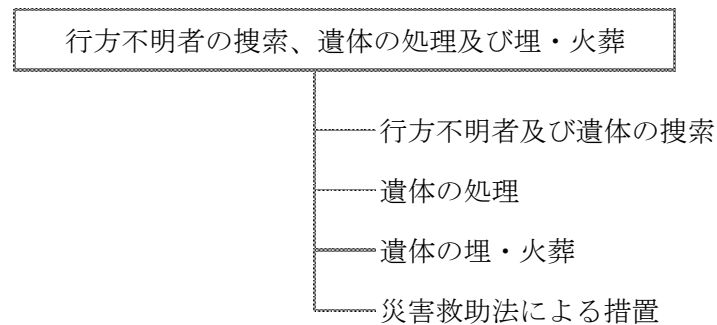 行方不明者の捜索、遺体の処理及び埋・火葬
行方不明者及び遺体の捜索
遺体の処理
遺体の埋・火葬
災害救助法による措置